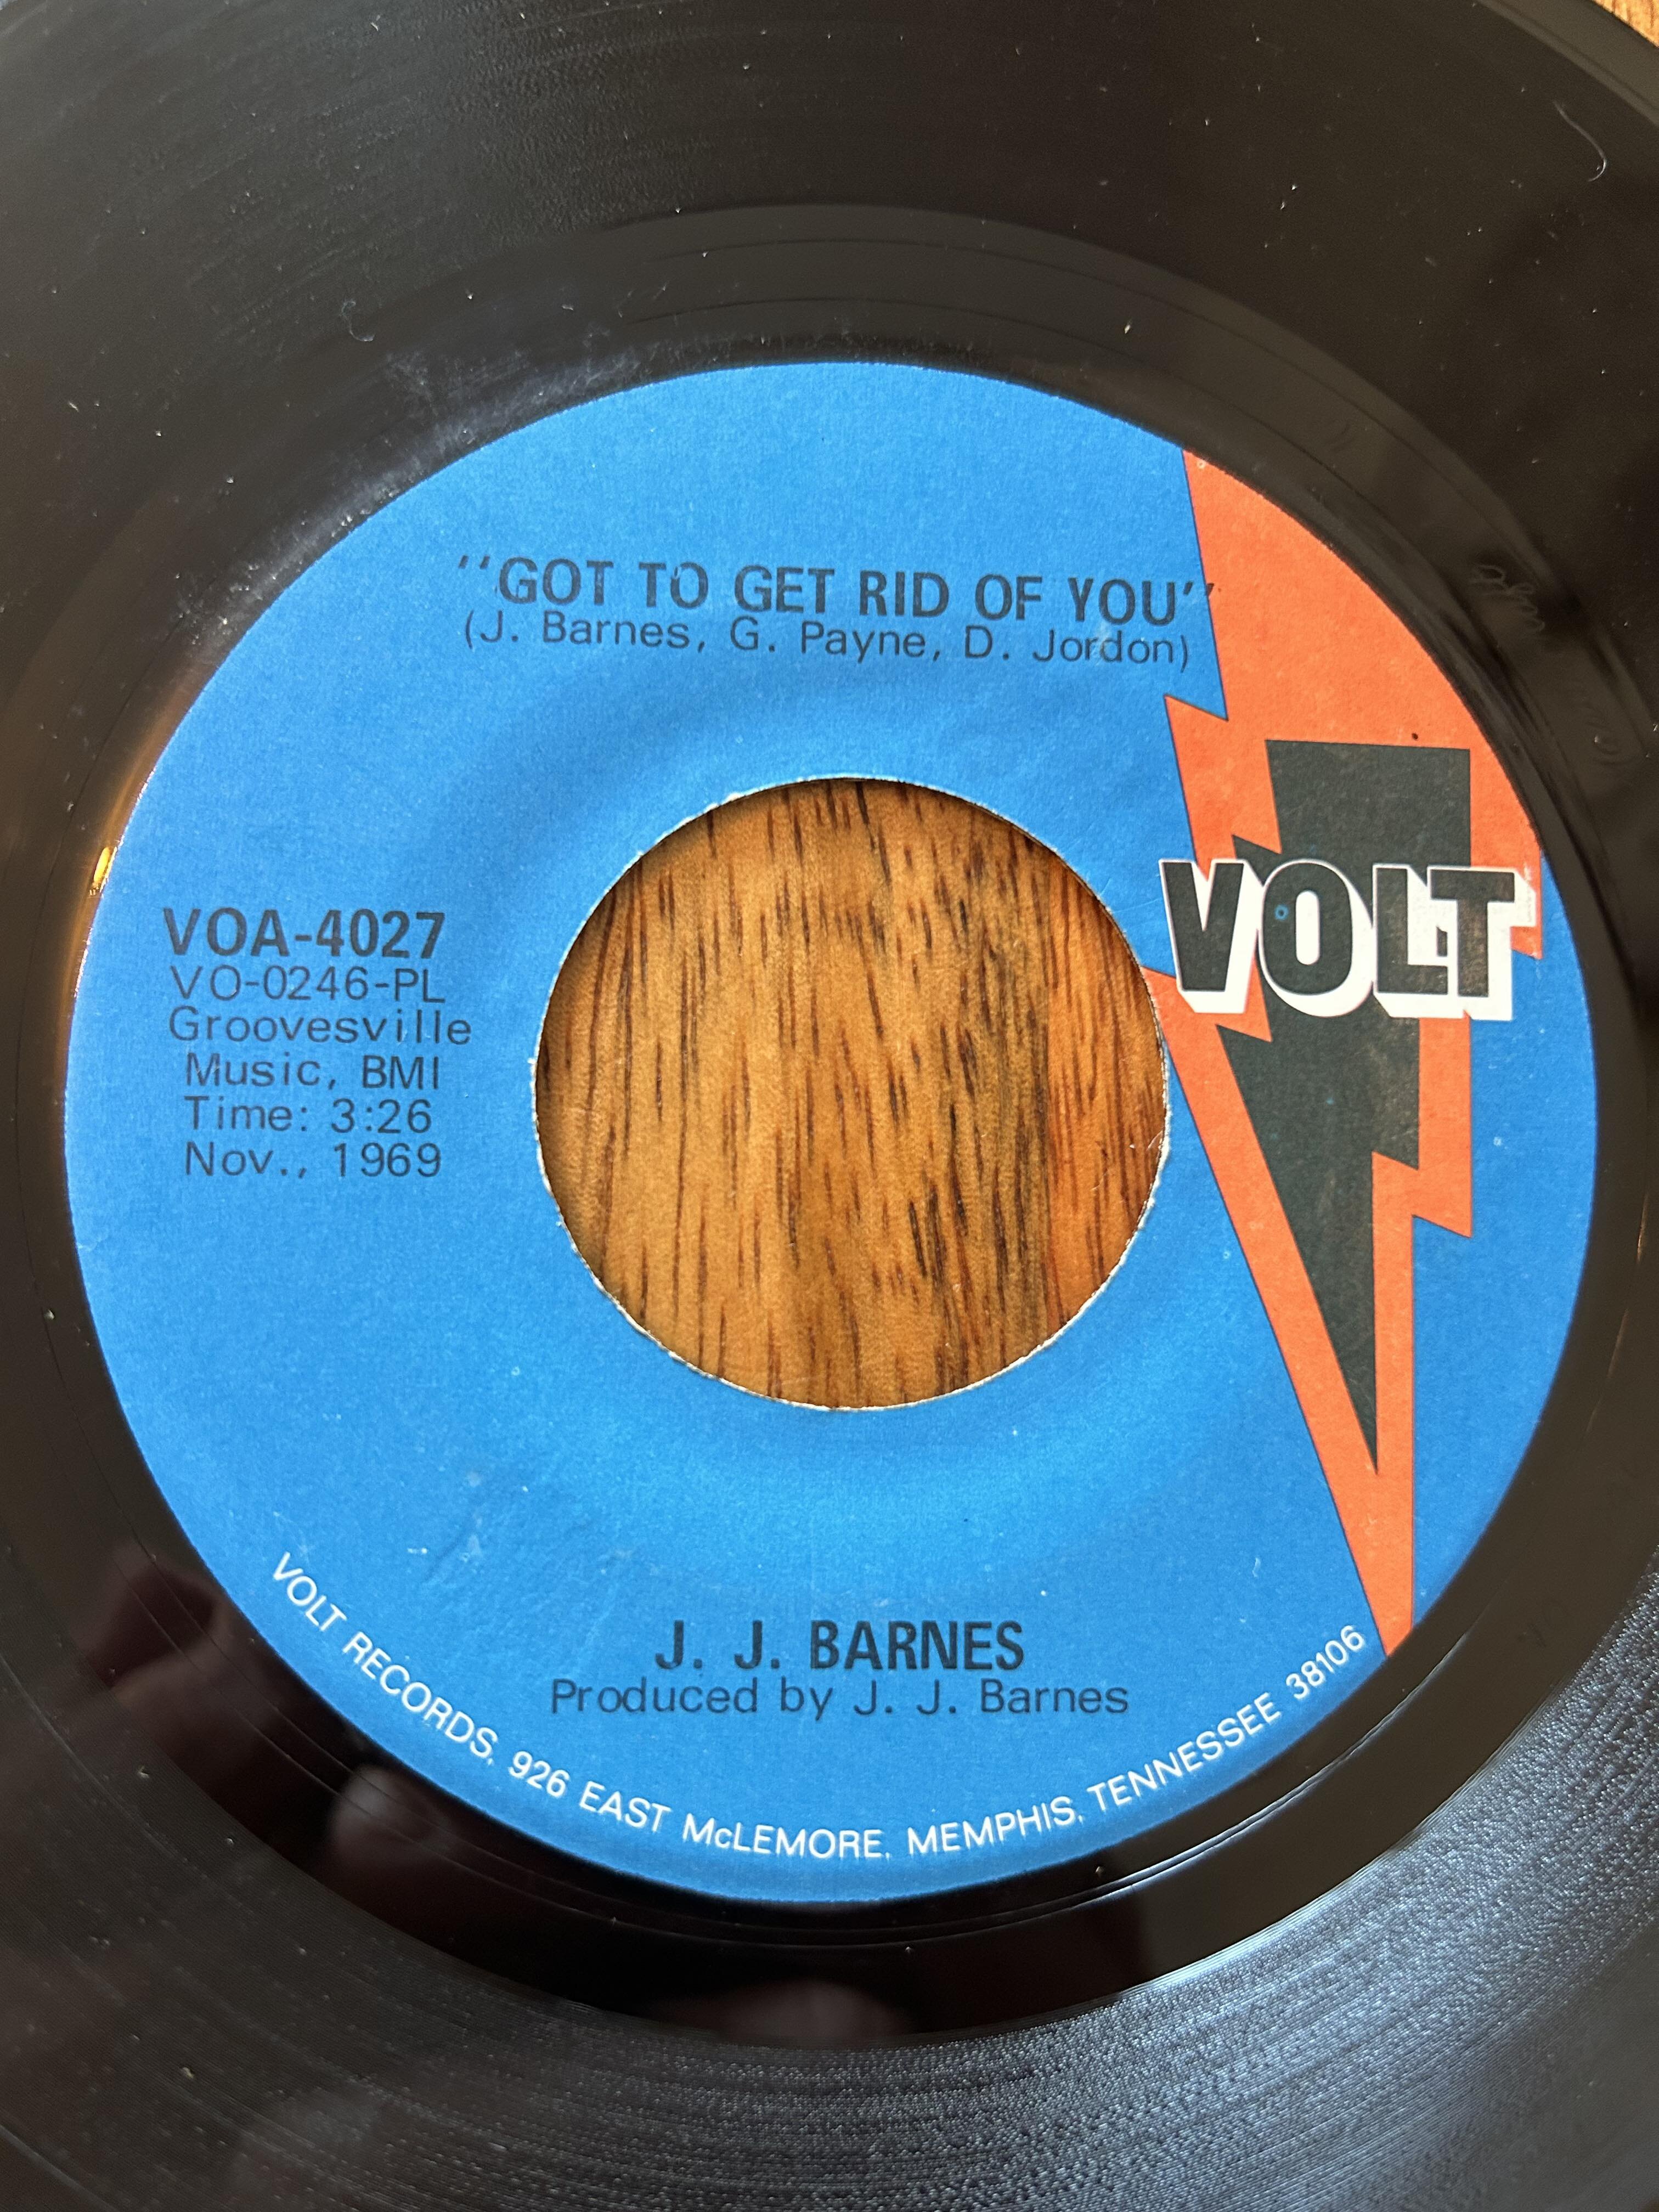 "GOT TO GET RID OF YOU"
(J. Barnes, G. Payne, D. Jordon)
VOLT
VOA-4027
VO-0246-PL
Groovesville
Music, BMI
Time: 3:26
Nov., 1969
J. J. BARNES
Produced by J. J. Barnes
VOLT RECORDS, 926 EAST McLEMORE, MEMPHIS, TENNESSEE 38106